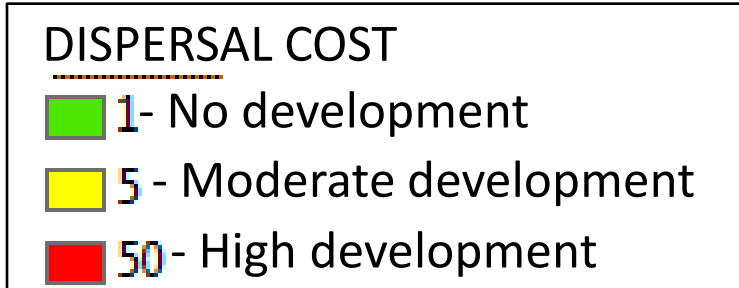 DISPERSAL COST
1- No development
5 - Moderate development
50 - High development